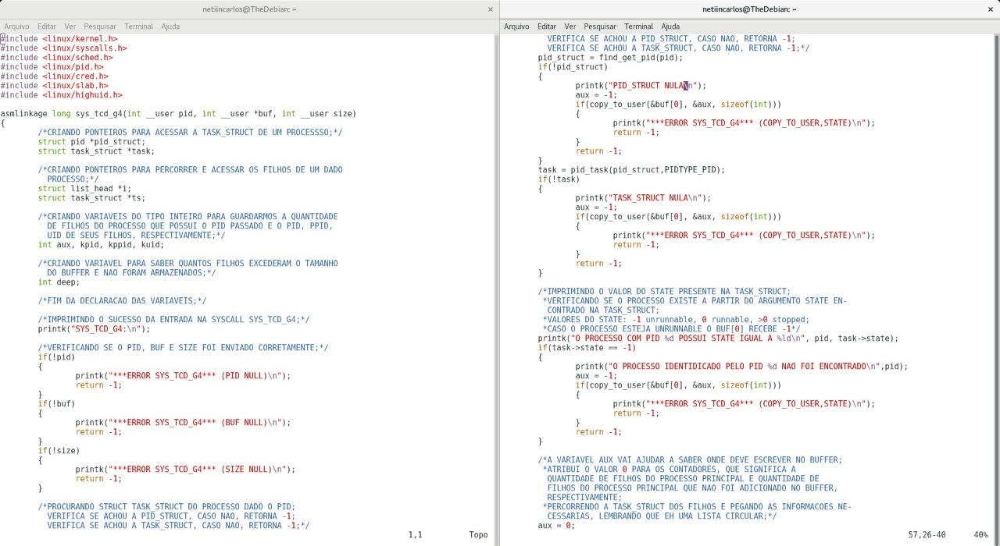 netiincarlos@TheDebian: ~
×
Arquivo Editar Ver Pesquisar Terminal Ajuda
#include <linux/kernel.h>
#include <linux/syscalls.h>
#include <linux/sched.h>
#include <linux/pid.h>
#include <linux/cred.h>
#include <linux/slab.h>
#include <linux/highuid.h>

asmlinkage long sys_tcd_g4(int __user pid, int __user *buf, int __user size)
{
        /*CRIANDO PONTEIROS PARA ACESSAR A TASK_STRUCT DE UM PROCESSSO;*/
        struct pid *pid_struct;
        struct task_struct *task;

        /*CRIANDO PONTEIROS PARA PERCORRER E ACESSAR OS FILHOS DE UM DADO
          PROCESSO;*/
        struct list_head *i;
        struct task_struct *ts;

        /*CRIANDO VARIAVEIS DO TIPO INTEIRO PARA GUARDARMOS A QUANTIDADE
          DE FILHOS DO PROCESSO QUE POSSUI O PID PASSADO E O PID, PPID,
          UID DE SEUS FILHOS, RESPECTIVAMENTE;*/
        int aux, kpid, kppid, kuid;

        /*CRIANDO VARIAVEL PARA SABER QUANTOS FILHOS EXCEDERAM O TAMANHO
          DO BUFFER E NAO FORAM ARMAZENADOS;*/
        int deep;

        /*FIM DA DECLARACAO DAS VARIAVEIS;*/

        /*IMPRIMINDO O SUCESSO DA ENTRADA NA SYSCALL SYS_TCD_G4;*/
        printk("SYS_TCD_G4:\n");

        /*VERIFICANDO SE O PID, BUF E SIZE FOI ENVIADO CORRETAMENTE;*/
        if(!pid)
        {
                printk("***ERROR SYS_TCD_G4*** (PID NULL)\n");
                return -1;
        }
        if(!buf)
        {
                printk("***ERROR SYS_TCD_G4*** (BUF NULL)\n");
                return -1;
        }
        if(!size)
        {
                printk("***ERROR SYS_TCD_G4*** (SIZE NULL)\n");
                return -1;
        }

        /*PROCURANDO STRUCT TASK_STRUCT DO PROCESSO DADO O PID;
          VERIFICA SE ACHOU A PID_STRUCT, CASO NAO, RETORNA -1;
          VERIFICA SE ACHOU A TASK_STRUCT, CASO NAO, RETORNA -1;*/
1,1 Topo
netiincarlos@TheDebian: ~
×
Arquivo Editar Ver Pesquisar Terminal Ajuda
          VERIFICA SE ACHOU A PID_STRUCT, CASO NAO, RETORNA -1;
          VERIFICA SE ACHOU A TASK_STRUCT, CASO NAO, RETORNA -1;*/
        pid_struct = find_get_pid(pid);
        if(!pid_struct)
        {
                printk("PID_STRUCT NULA\n");
                aux = -1;
                if(copy_to_user(&buf[0], &aux, sizeof(int)))
                {
                        printk("***ERROR SYS_TCD_G4*** (COPY_TO_USER,STATE)\n");
                        return -1;
                }
                return -1;
        }
        task = pid_task(pid_struct,PIDTYPE_PID);
        if(!task)
        {
                printk("TASK_STRUCT NULA\n");
                aux = -1;
                if(copy_to_user(&buf[0], &aux, sizeof(int)))
                {
                        printk("***ERROR SYS_TCD_G4*** (COPY_TO_USER,STATE)\n");
                        return -1;
                }
                return -1;
        }

        /*IMPRIMINDO O VALOR DO STATE PRESENTE NA TASK_STRUCT;
         *VERIFICANDO SE O PROCESSO EXISTE A PARTIR DO ARGUMENTO STATE EN-
          CONTRADO NA TASK_STRUCT;
         *VALORES DO STATE: -1 unrunnable, 0 runnable, >0 stopped;
         *CASO O PROCESSO ESTEJA UNRUNNABLE O BUF[0] RECEBE -1*/
        printk("O PROCESSO COM PID %d POSSUI STATE IGUAL A %ld\n", pid, task->state);
        if(task->state == -1)
        {
                printk("O PROCESSO IDENTIDICADO PELO PID %d NAO FOI ENCONTRADO\n",pid);
                aux = -1;
                if(copy_to_user(&buf[0], &aux, sizeof(int)))
                {
                        printk("***ERROR SYS_TCD_G4*** (COPY_TO_USER,STATE)\n");
                        return -1;
                }
                return -1;
        }

        /*A VARIAVEL AUX VAI AJUDAR A SABER ONDE DEVE ESCREVER NO BUFFER;
         *ATRIBUI O VALOR 0 PARA OS CONTADORES, QUE SIGNIFICA A
          QUANTIDADE DE FILHOS DO PROCESSO PRINCIPAL E QUANTIDADE DE
          FILHOS DO PROCESSO PRINCIPAL QUE NAO FOI ADICIONADO NO BUFFER,
          RESPECTIVAMENTE;
         *PERCORRENDO A TASK_STRUCT DOS FILHOS E PEGANDO AS INFORMACOES NE-
          CESSARIAS, LEMBRANDO QUE EH UMA LISTA CIRCULAR;*/
        aux = 0;
57,26-40 40%